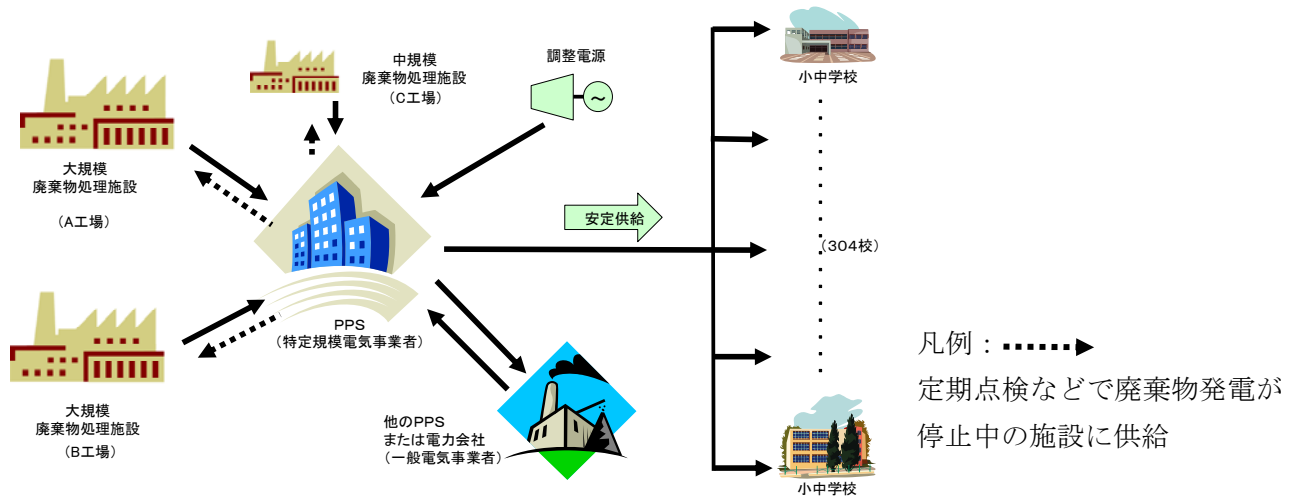 中規模
廃棄物処理施設
（C工場）
調整電源
～
小中学校
大規模
廃棄物処理施設
（A工場）
安定供給
（304校）
PPS
（特定規模電気事業者）
大規模
廃棄物処理施設
（B工場）
他のPPS
または電力会社
（一般電気事業者）
小中学校
凡例：
定期点検などで廃棄物発電が
停止中の施設に供給